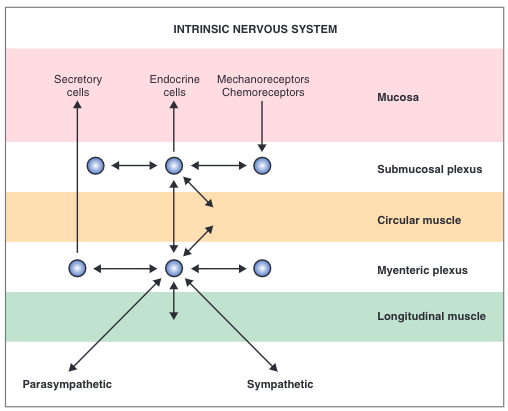 INTRINSIC NERVOUS SYSTEM
Secretory
cells
Endocrine
cells
Mechanoreceptors
Chemoreceptors
Mucosa
Submucosal plexus
Circular muscle
Myenteric plexus
Longitudinal muscle
Parasympathetic
Sympathetic